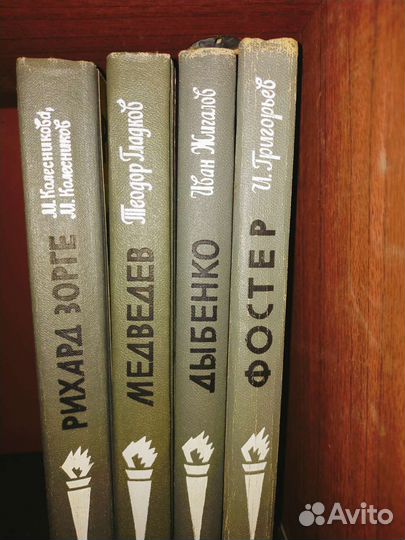 М. Колесникова,
М. Колесников
РИХАРД ЗОРГЕ
Теодор Гладков
МЕДВЕДЕВ
Иван Жигалов
ДЫБЕНКО
И. Григорьев
ФОСТЕР
Avito